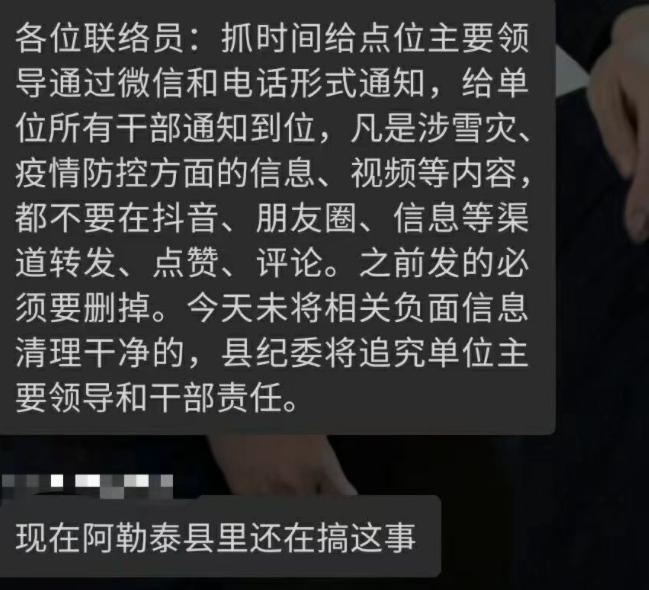 各位联络员：抓时间给点位主要领
导通过微信和电话形式通知，给单
位所有干部通知到位，凡是涉雪灾、
疫情防控方面的信息、视频等内容，
都不要在抖音、朋友圈、信息等渠
道转发、点赞、评论。之前发的必
须要删掉。今天未将相关负面信息
清理干净的，县纪委将追究单位主
要领导和干部责任。
现在阿勒泰县里还在搞这事